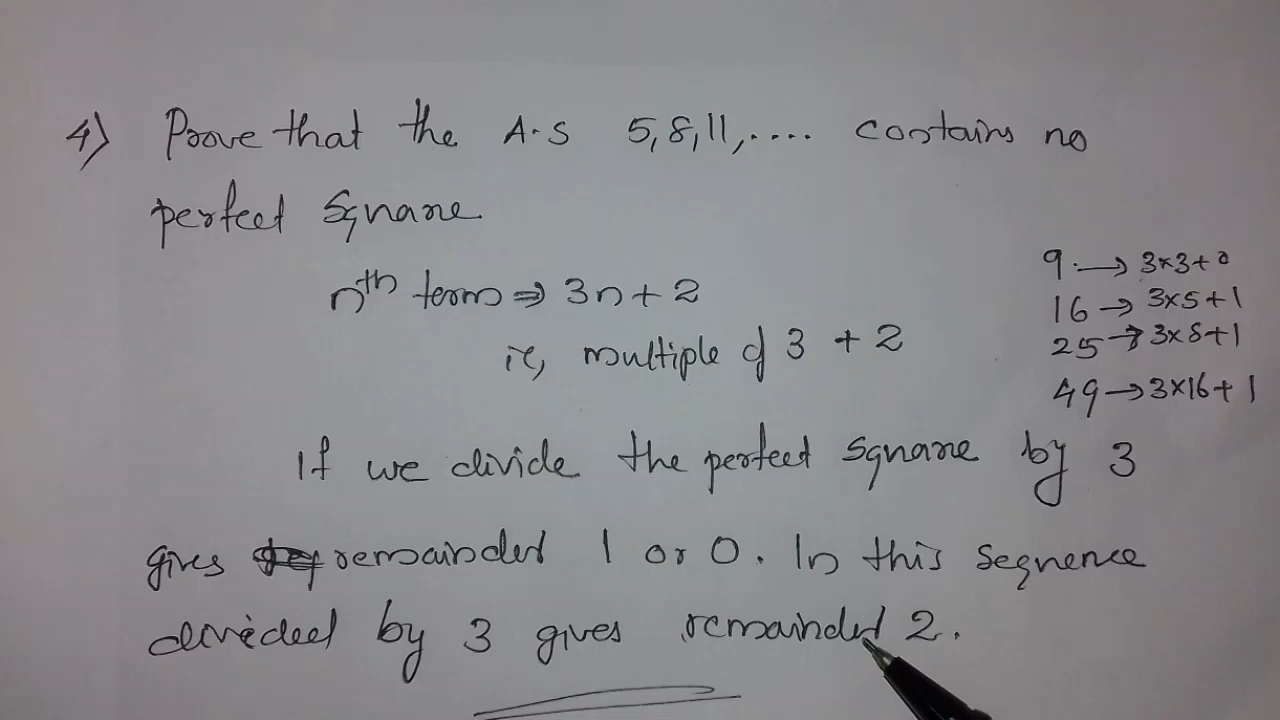 4) Prove that the A.S 5,8,11,.... contains no
perfect square
nth term ⇒ 3n+2
ie, multiple of 3 + 2
9 → 3×3+0
16 → 3×5+1
25 → 3×8+1
49 → 3×16+1
If we divide the perfect square by 3
gives remainder 1 or 0. In this sequence
divided by 3 gives remainder 2.